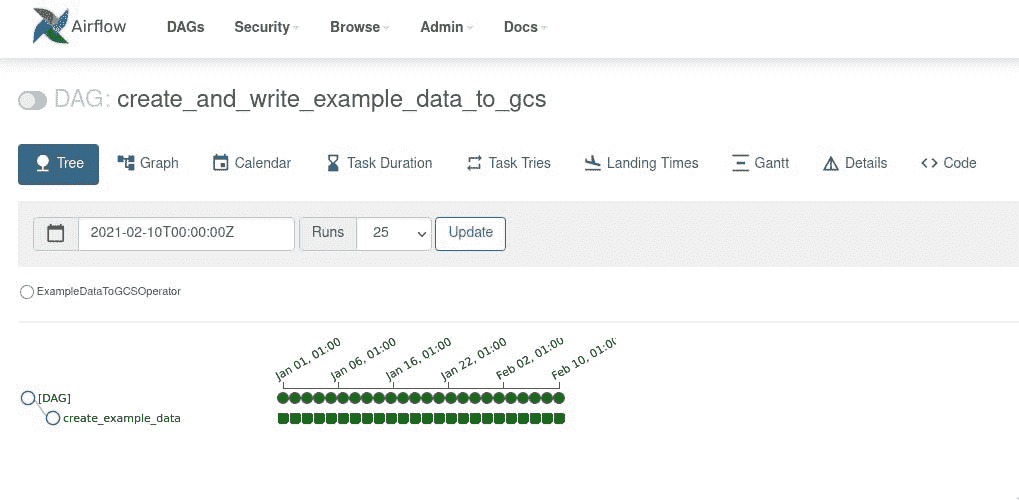 Airflow DAGs Security Browse Admin Docs
DAG: create_and_write_example_data_to_gcs
Tree Graph Calendar Task Duration Task Tries Landing Times Gantt Details Code
2021-02-10T00:00:00Z Runs 25 Update
ExampleDataToGCSOperator
Jan 01, 01:00 Jan 06, 01:00 Jan 16, 01:00 Jan 22, 01:00 Feb 02, 01:00 Feb 10, 01:00
[DAG]
create_example_data